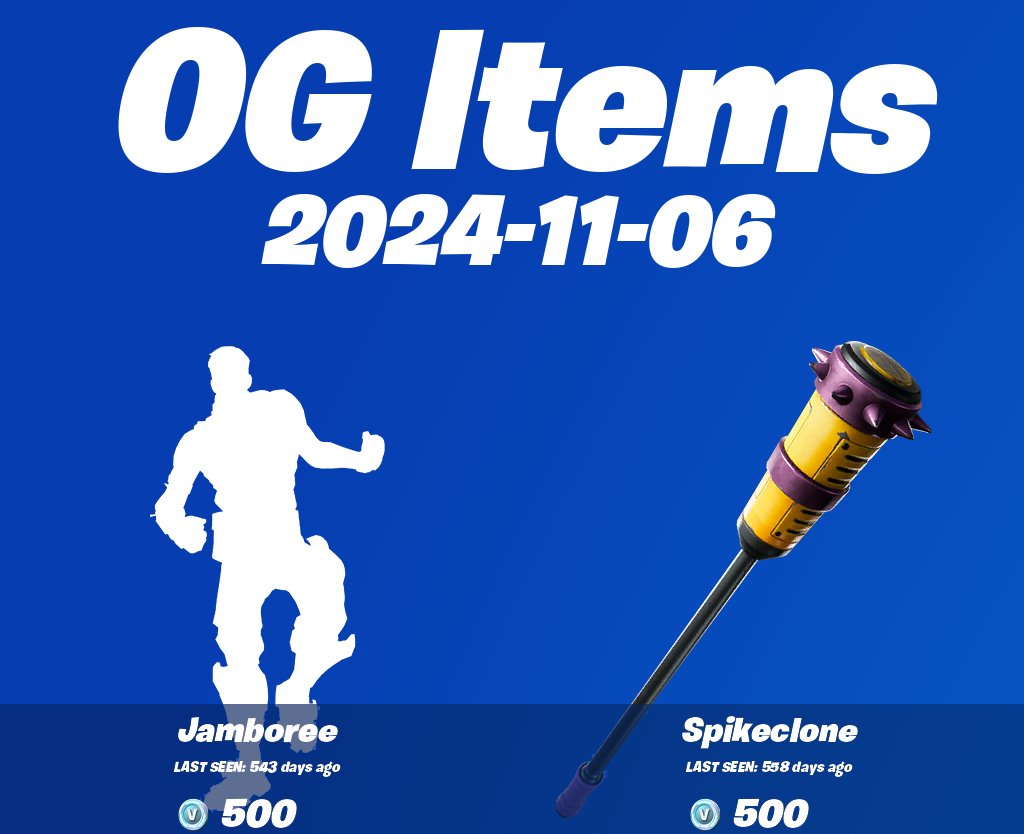 OG Items
2024-11-06
Jamboree
LAST SEEN: 543 days ago
500
Spikeclone
LAST SEEN: 558 days ago
500